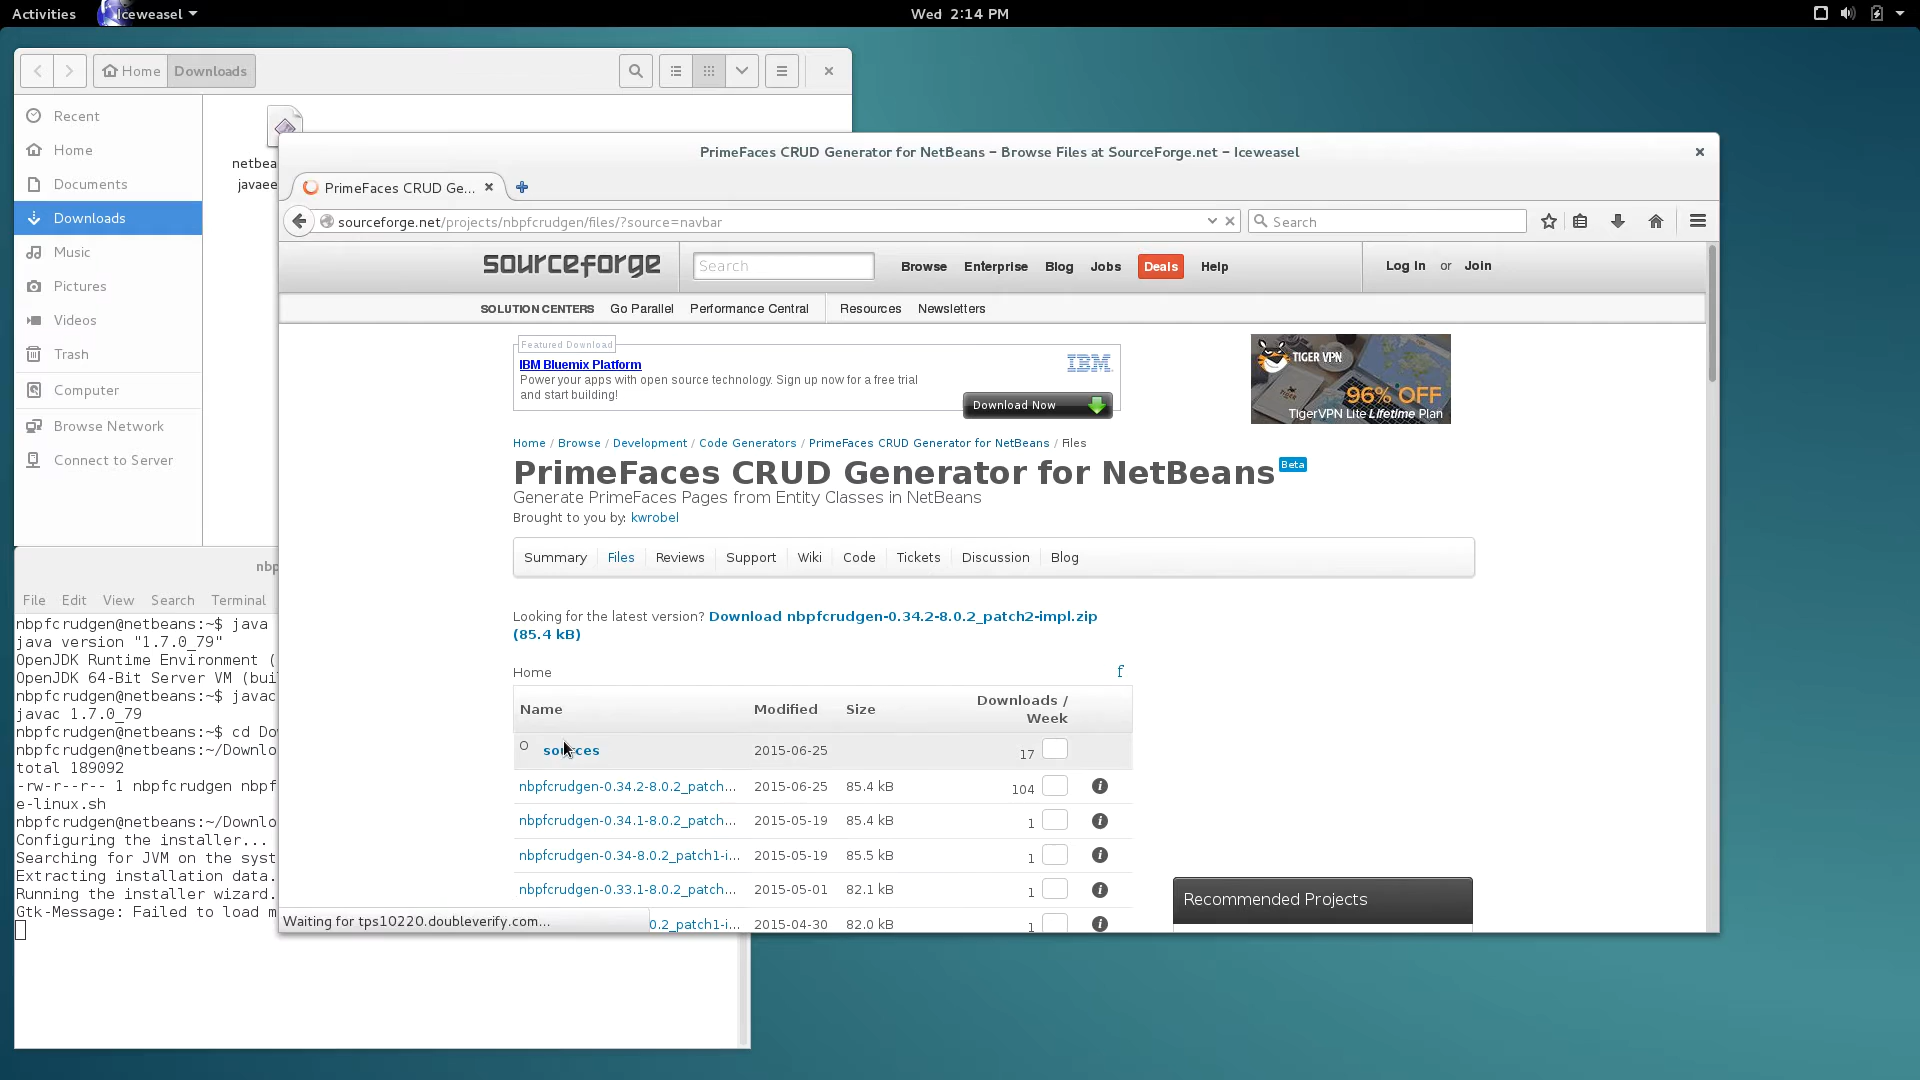 Activities
Iceweasel
Wed 2:14 PM
Home
Downloads
Recent
Home
Documents
Downloads
Music
Pictures
Videos
Trash
Computer
Browse Network
Connect to Server
PrimeFaces CRUD Generator for NetBeans – Browse Files at SourceForge.net – Iceweasel
PrimeFaces CRUD Ge...
sourceforge.net/projects/nbpfcrudgen/files/?source=navbar
Search
sourceforge
Search
Browse
Enterprise
Blog
Jobs
Deals
Help
Log In or Join
SOLUTION CENTERS
Go Parallel
Performance Central
Resources
Newsletters
Featured Download
IBM Bluemix Platform
Power your apps with open source technology. Sign up now for a free trial
and start building!
IBM
Download Now
TIGER VPN
96% OFF
TigerVPN Lite Lifetime Plan
Home / Browse / Development / Code Generators / PrimeFaces CRUD Generator for NetBeans / Files
PrimeFaces CRUD Generator for NetBeans Beta
Generate PrimeFaces Pages from Entity Classes in NetBeans
Brought to you by: kwrobel
Summary
Files
Reviews
Support
Wiki
Code
Tickets
Discussion
Blog
Looking for the latest version? Download nbpfcrudgen-0.34.2-8.0.2_patch2-impl.zip
(85.4 kB)
Home
f
Name Modified Size Downloads /
Week
O 2015-06-25 17
nbpfcrudgen-0.34.2-8.0.2_patch... 2015-06-25 85.4 kB 104
nbpfcrudgen-0.34.1-8.0.2_patch... 2015-05-19 85.4 kB 1
nbpfcrudgen-0.34-8.0.2_patch1-i... 2015-05-19 85.5 kB 1
nbpfcrudgen-0.33.1-8.0.2_patch... 2015-05-01 82.1 kB 1
0.2_patch1-i... 2015-04-30 82.0 kB 1
Recommended Projects
Waiting for tps10220.doubleverify.com...
File
Edit
View
Search
Terminal
nbpfcrudgen@netbeans:~$ java
java version "1.7.0_79"
OpenJDK Runtime Environment (
OpenJDK 64-Bit Server VM (bui
nbpfcrudgen@netbeans:~$ javac
javac 1.7.0_79
nbpfcrudgen@netbeans:~$ cd Do
nbpfcrudgen@netbeans:~/Downlo
total 189092
-rw-r--r-- 1 nbpfcrudgen nbpf
e-linux.sh
nbpfcrudgen@netbeans:~/Downlo
Configuring the installer...
Searching for JVM on the syst
Extracting installation data.
Running the installer wizard.
Gtk-Message: Failed to load m